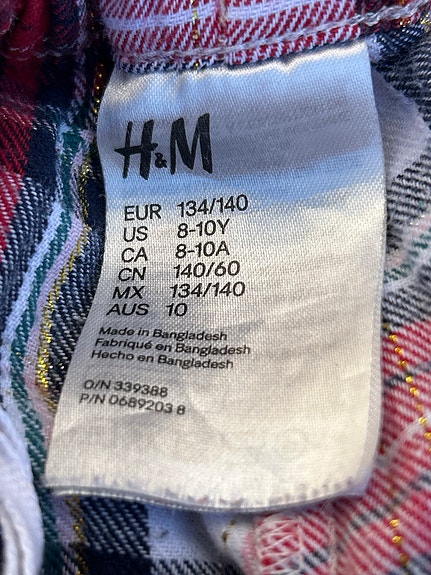 H&M
EUR 134/140
US 8-10Y
CA 8-10A
CN 140/60
MX 134/140
AUS 10
Made in Bangladesh
Fabriqué en Bangladesh
Hecho en Bangladesh
O/N 339388
P/N 0689203 8